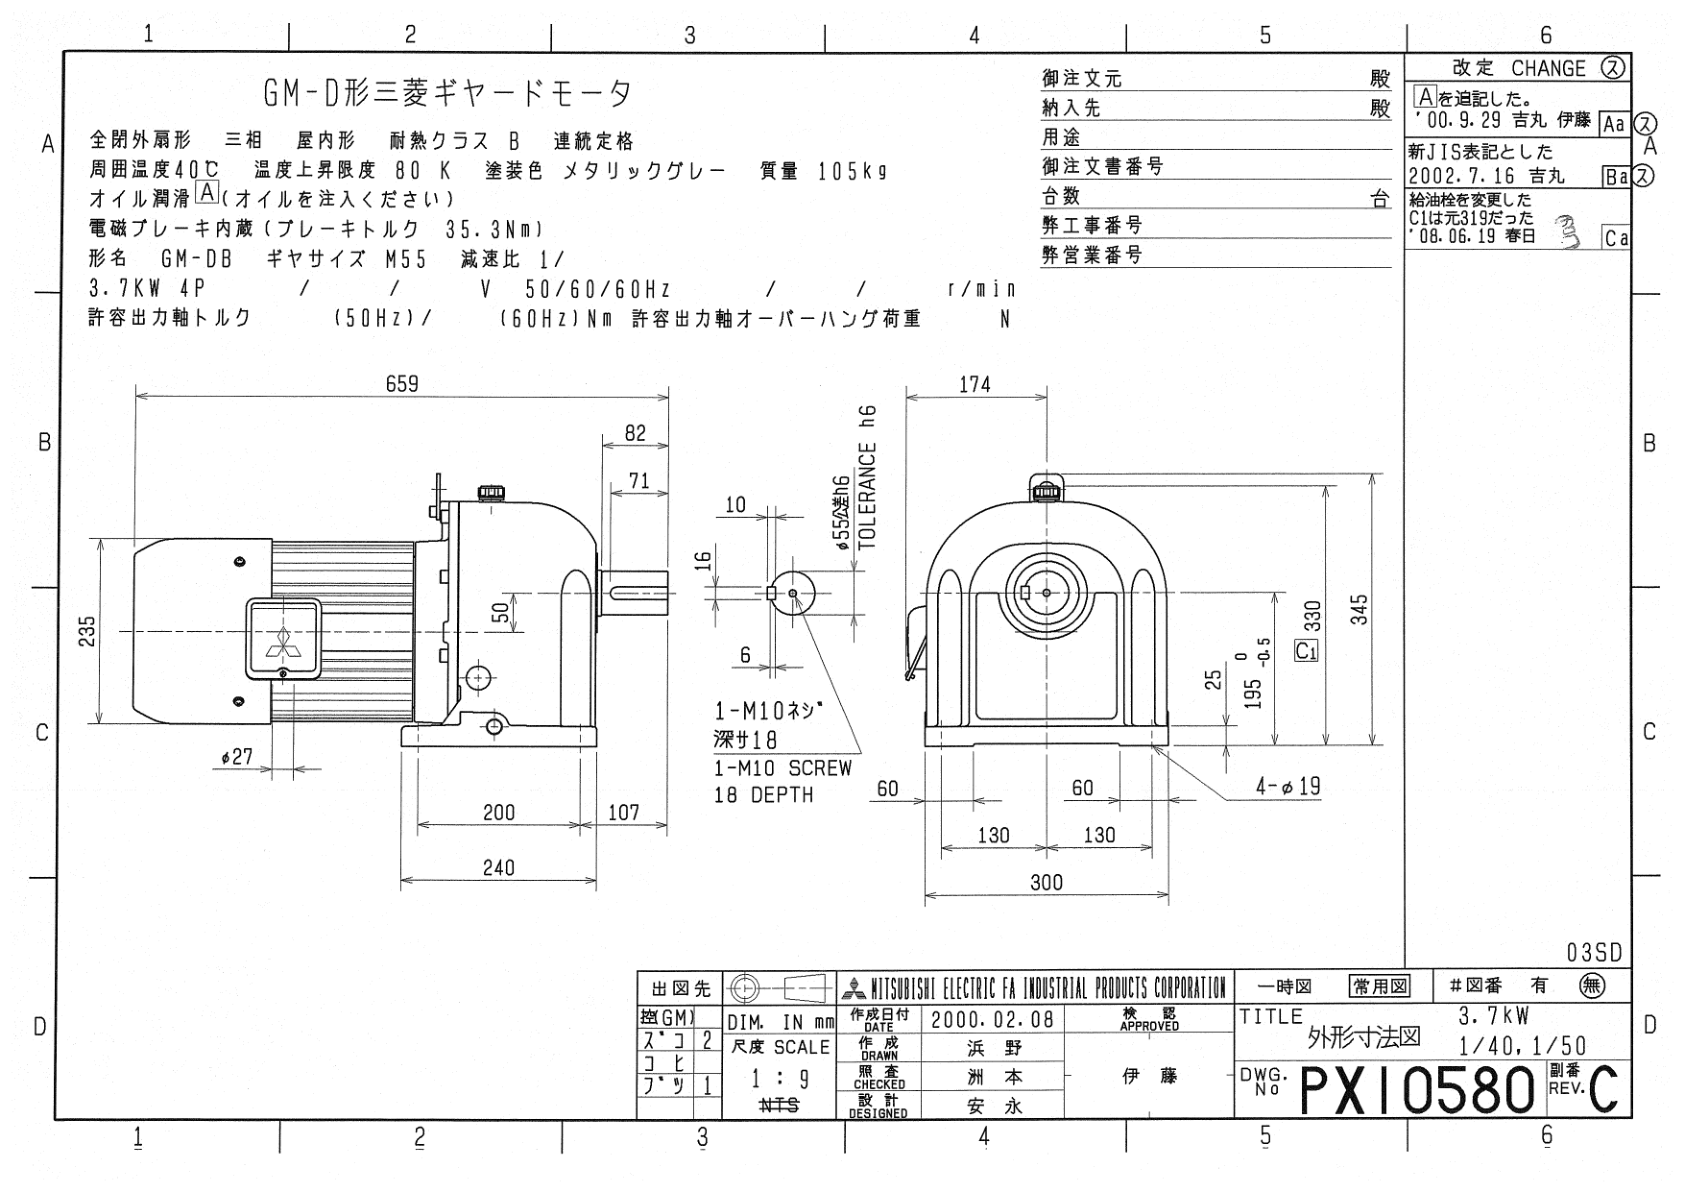 1 2 3 4 5 6
GM-D形三菱ギヤードモータ
全閉外扇形 三相 屋内形 耐熱クラス B 連続定格
周囲温度40℃ 温度上昇限度 80 K 塗装色 メタリックグレー 質量 105kg
オイル潤滑 A (オイルを注入ください)
電磁ブレーキ内蔵(ブレーキトルク 35.3Nm)
形名 GM-DB ギヤサイズ M55 減速比 1/
3.7KW 4P / / V 50/60/60Hz / / r/min
許容出力軸トルク (50Hz)/ (60Hz)Nm 許容出力軸オーバーハング荷重 N
御注文元 殿
納入先 殿
用途
御注文書番号
台数 台
弊工事番号
弊営業番号
改定 CHANGE ス
Aを追記した。
'00.9.29 吉丸 伊藤 Aa ス
新JIS表記とした
2002.7.16 吉丸 Ba ス
給油栓を変更した
C1は元319だった
'08.06.19 春日 Ca
A
A
B
B
C
C
D
D
659
82
71
50
235
φ27
200
107
240
10
16
6
φ55公差h6
TOLERANCE h6
1-M10ネジ
深サ18
1-M10 SCREW
18 DEPTH
174
345
330
C1
195 0 -0.5
25
60
60
4-φ19
130
130
300
03SD
出図先
控(GM)
ズコ 2
コヒ
ブツ 1
DIM. IN mm
尺度 SCALE
1:9
NTS
MITSUBISHI ELECTRIC FA INDUSTRIAL PRODUCTS CORPORATION
作成日付 DATE 2000.02.08
検認 APPROVED
作成 DRAWN 浜野
照査 CHECKED 洲本
伊藤
設計 DESIGNED 安永
一時図 常用図 #図番 有 無
TITLE 3.7kW
外形寸法図 1/40,1/50
DWG. No PX10580
副番 REV. C
1 2 3 4 5 6